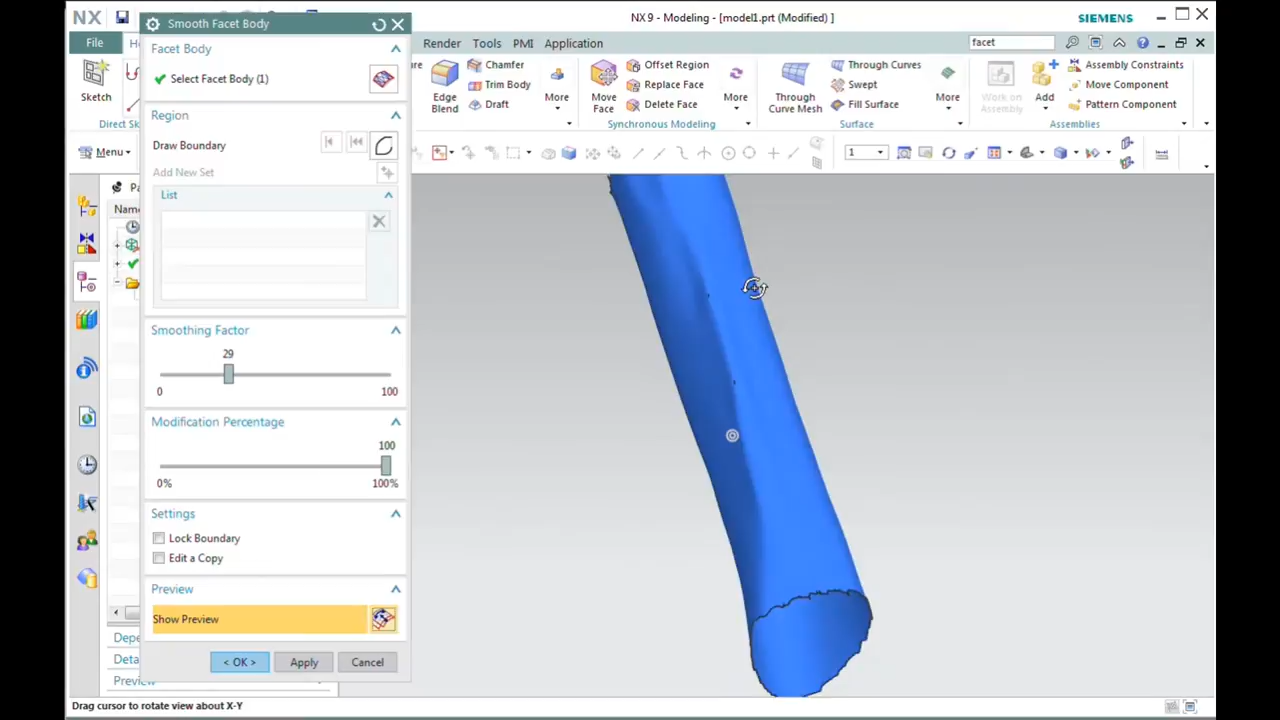 NX
Smooth Facet Body
NX 9 - Modeling - [model1.prt (Modified) ]
SIEMENS
File
Render
Tools
PMI
Application
facet
Facet Body
Select Facet Body (1)
Region
Draw Boundary
Add New Set
List
Smoothing Factor
29
0
100
Modification Percentage
100
0%
100%
Settings
Lock Boundary
Edit a Copy
Preview
Show Preview
< OK >
Apply
Cancel
Sketch
Direct Sk
Menu
Edge Blend
Chamfer
Trim Body
Draft
More
Move Face
Offset Region
Replace Face
Delete Face
More
Synchronous Modeling
Through Curve Mesh
Through Curves
Swept
Fill Surface
More
Surface
Work on Assembly
Add
Assembly Constraints
Move Component
Pattern Component
Assemblies
1
Pa
Nam
Depe
Deta
Preview
Drag cursor to rotate view about X-Y